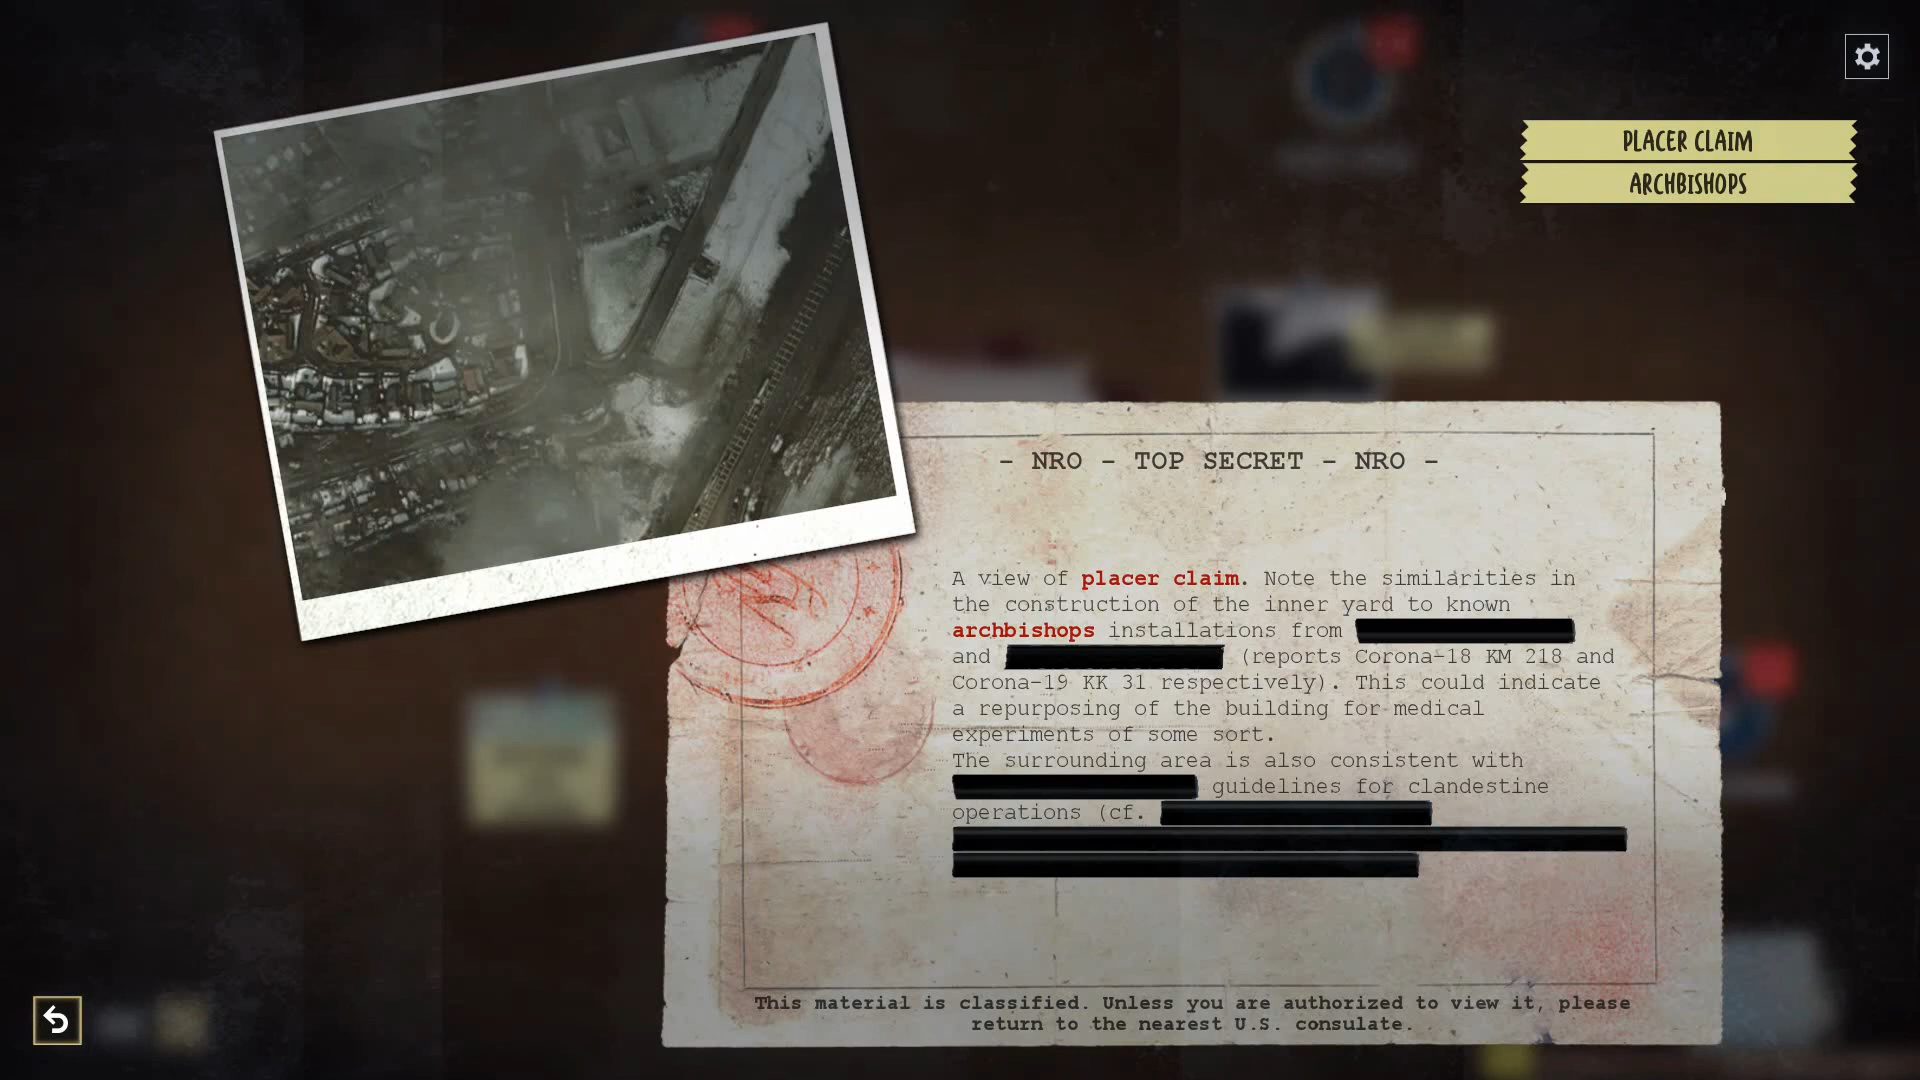 PLACER CLAIM
ARCHBISHOPS
- NRO - TOP SECRET - NRO -
A view of placer claim. Note the similarities in
the construction of the inner yard to known
archbishops installations from
and (reports Corona-18 KM 218 and
Corona-19 KK 31 respectively). This could indicate
a repurposing of the building for medical
experiments of some sort.
The surrounding area is also consistent with
guidelines for clandestine
operations (cf.
This material is classified. Unless you are authorized to view it, please
return to the nearest U.S. consulate.